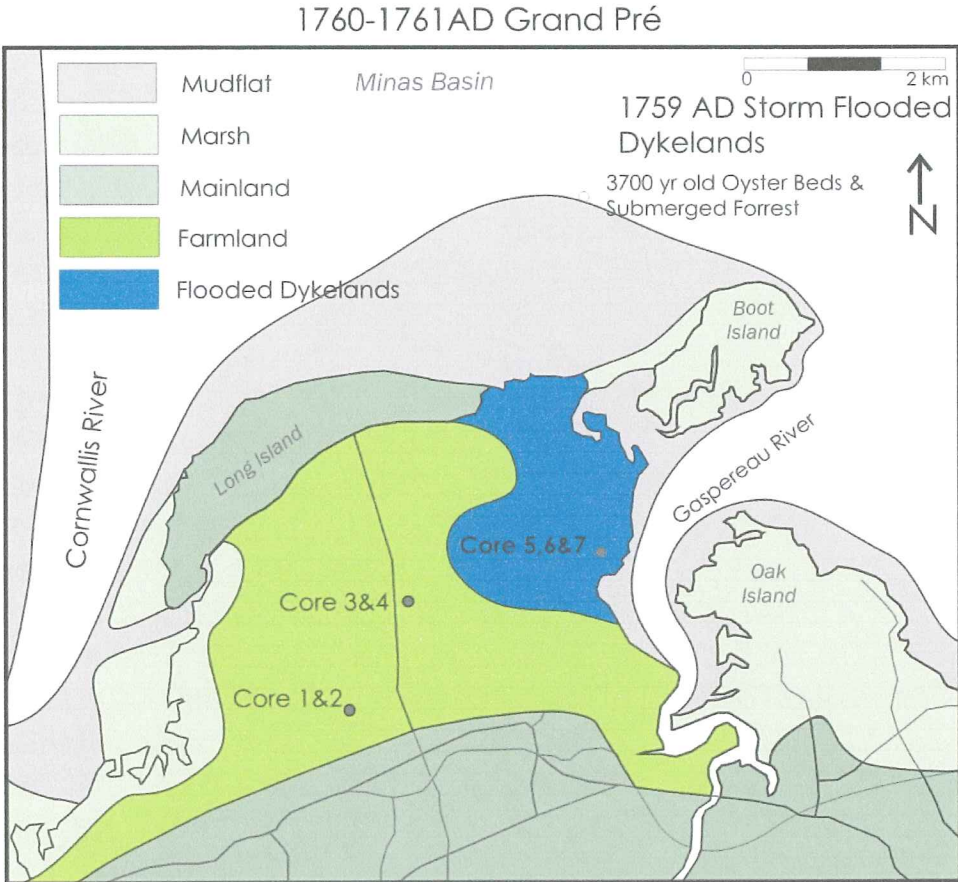 1760-1761AD Grand Pré
Mudflat
Marsh
Mainland
Farmland
Flooded Dykelands
Minas Basin
0
2 km
1759 AD Storm Flooded
Dykelands
3700 yr old Oyster Beds &
Submerged Forrest
N
Boot
Island
Cornwallis River
Long Island
Gaspereau River
Core 5,6&7
Oak
Island
Core 3&4
Core 1&2